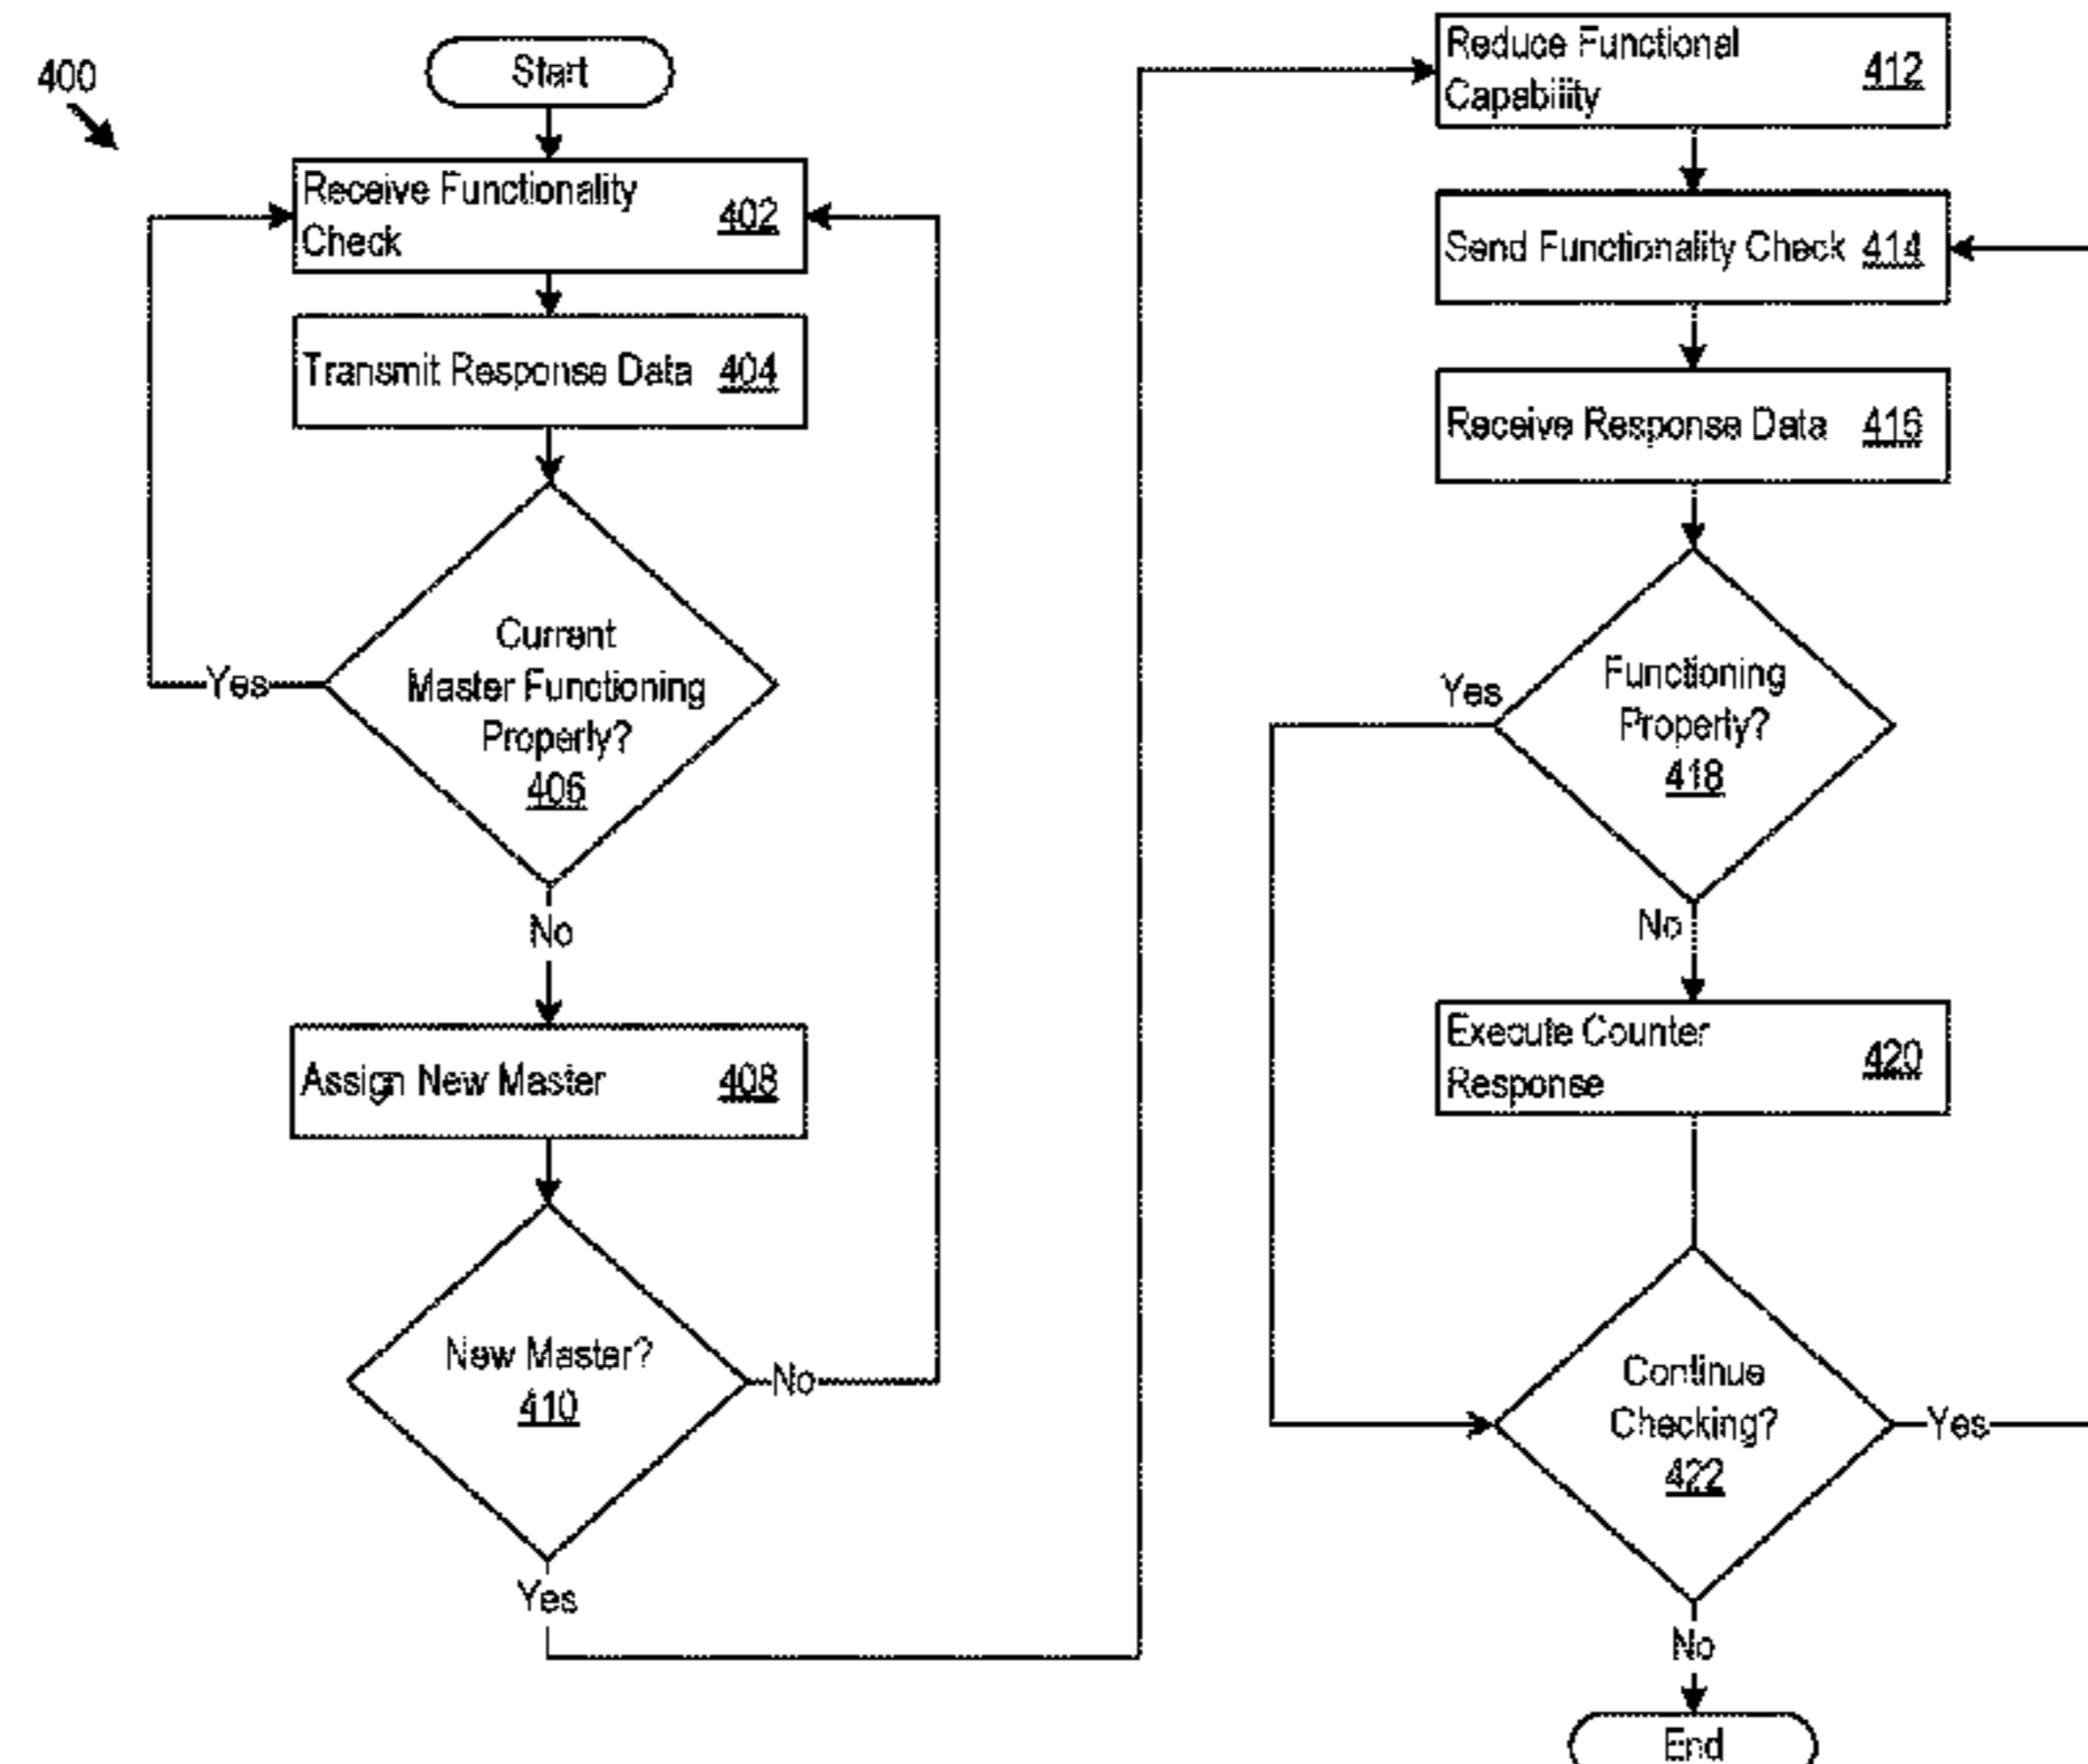 400
Start
Receive Functionality
Check
402
Transmit Response Data 404
Current
Master Functioning
Properly?
406
Yes
No
Assign New Master 408
New Master?
410
No
Yes
Reduce Functional
Capability
412
Send Functionality Check 414
Receive Response Data 416
Functioning
Property?
418
Yes
No
Execute Counter
Response
420
Continue
Checking?
422
Yes
No
End